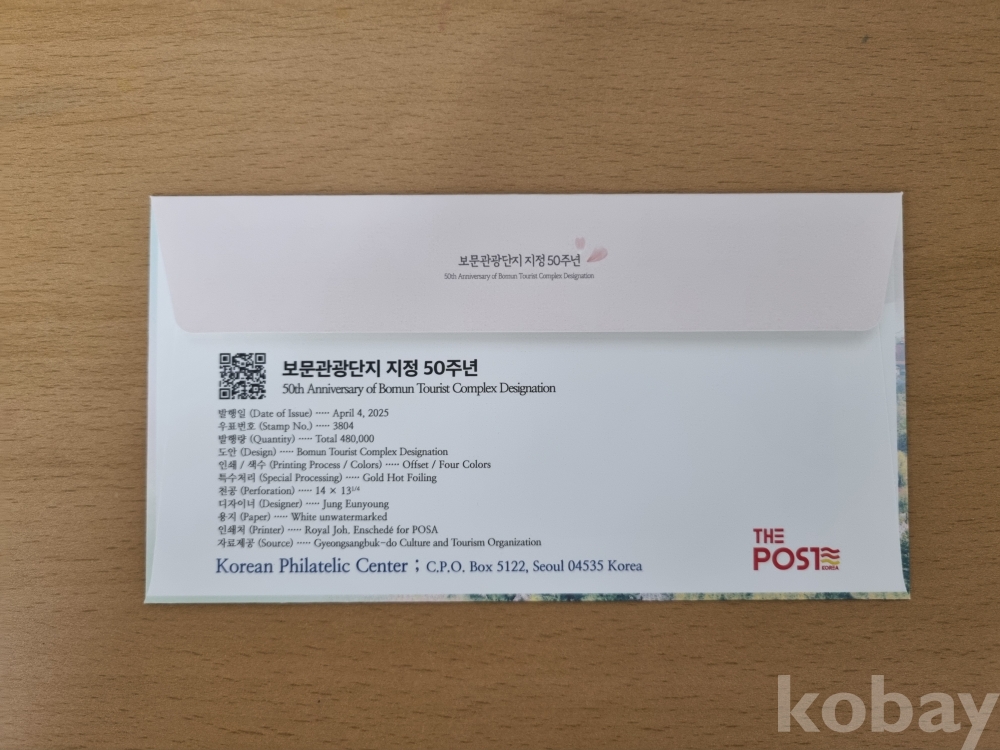 보문관광단지 지정 50주년
50th Anniversary of Bomun Tourist Complex Designation
보문관광단지 지정 50주년
50th Anniversary of Bomun Tourist Complex Designation
발행일 (Date of Issue) ····· April 4, 2025
우표번호 (Stamp No.) ····· 3804
발행량 (Quantity) ····· Total 480,000
도안 (Design) ····· Bomun Tourist Complex Designation
인쇄 / 색수 (Printing Process / Colors) ····· Offset / Four Colors
특수처리 (Special Processing) ····· Gold Hot Foiling
천공 (Perforation) ····· 14 × 13¹/⁴
디자이너 (Designer) ····· Jung Eunyoung
용지 (Paper) ····· White unwatermarked
인쇄처 (Printer) ····· Royal Joh. Enschedé for POSA
자료제공 (Source) ····· Gyeongsangbuk-do Culture and Tourism Organization
Korean Philatelic Center ; C.P.O. Box 5122, Seoul 04535 Korea
THE
POST
KOREA
kobay